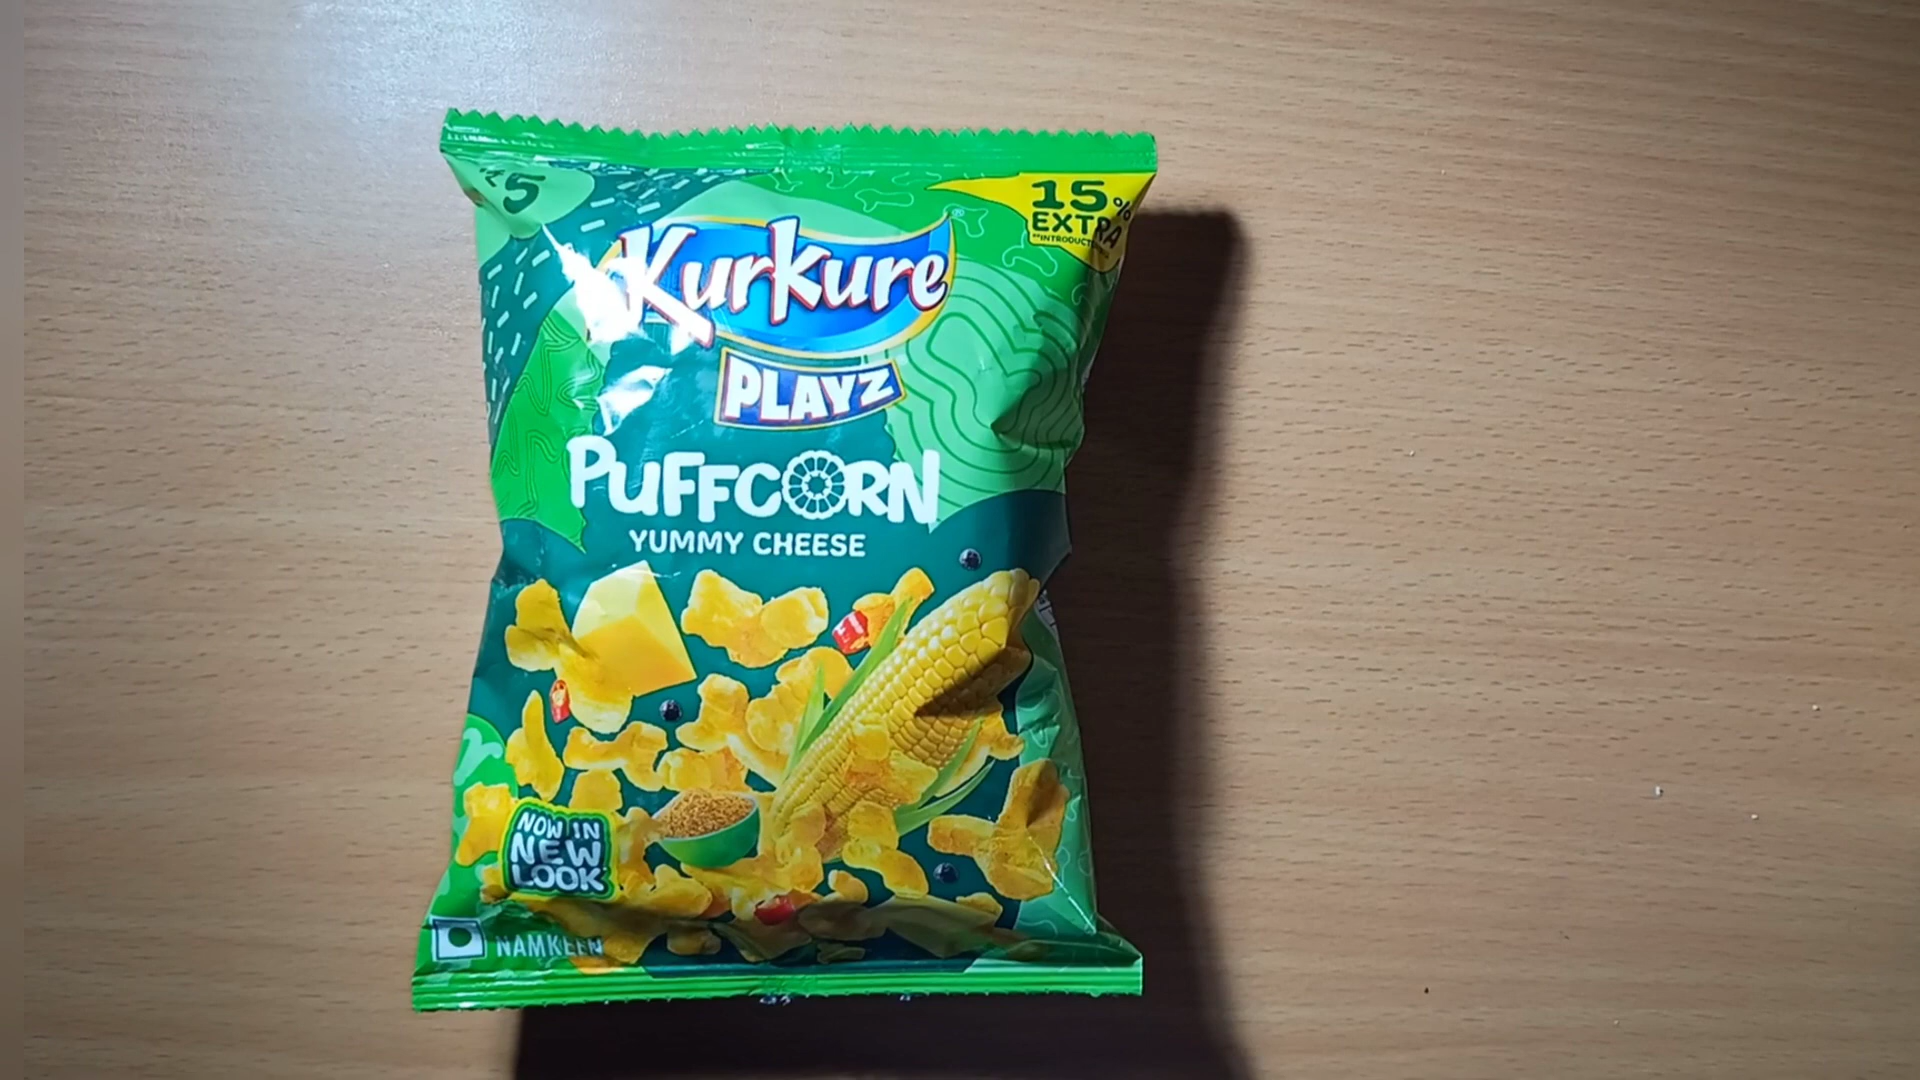 ₹5
15%
EXTRA
Kurkure®
PLAYZ
PUFFCORN
YUMMY CHEESE
NOW IN
NEW
LOOK
NAMKEEN